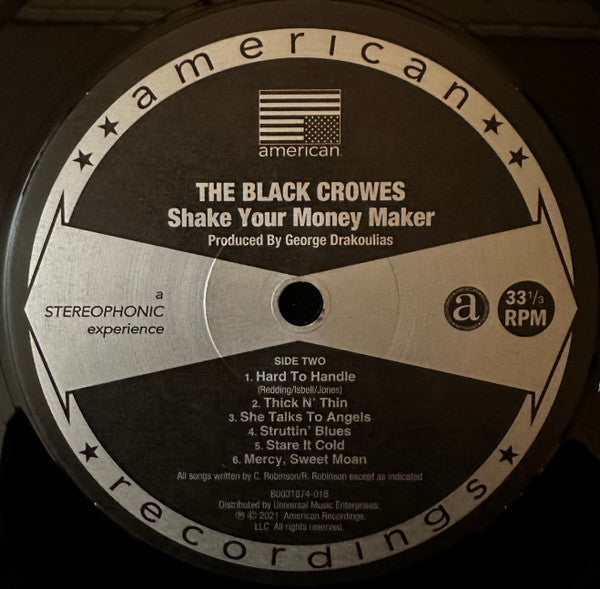 american
american
THE BLACK CROWES
Shake Your Money Maker
Produced By George Drakoulias
a
STEREOPHONIC
experience
a
33 1/3
RPM
SIDE TWO
1. Hard To Handle
(Redding/Isbell/Jones)
2. Thick N' Thin
3. She Talks To Angels
4. Struttin' Blues
5. Stare It Cold
6. Mercy, Sweet Moan
All songs written by C. Robinson/R. Robinson except as indicated
B0031874-01B
Distributed by Universal Music Enterprises;
℗ © 2021 American Recordings,
LLC All rights reserved.
recordings